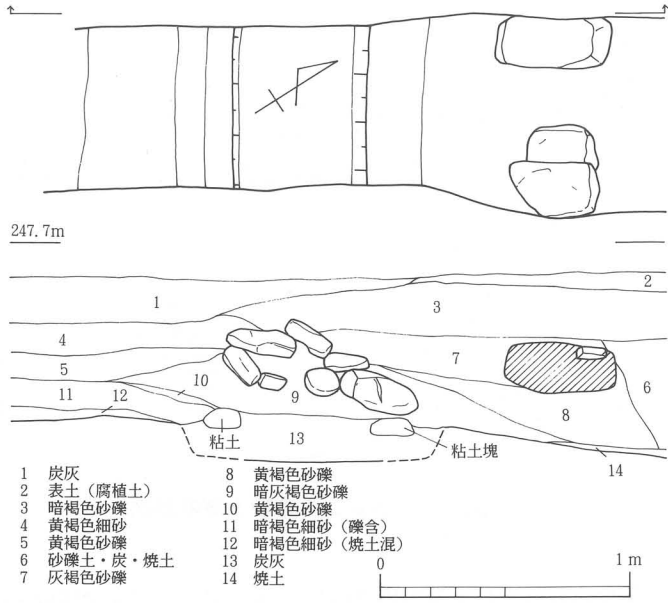 247.7m
1
2
3
4
5
6
7
8
9
10
11
12
13
14
粘土
粘土塊
1 炭灰
2 表土（腐植土）
3 暗褐色砂礫
4 黄褐色細砂
5 黄褐色砂礫
6 砂礫土・炭・焼土
7 灰褐色砂礫
8 黄褐色砂礫
9 暗灰褐色砂礫
10 黄褐色砂礫
11 暗褐色細砂（礫含）
12 暗褐色細砂（焼土混）
13 炭灰
14 焼土
0 1m